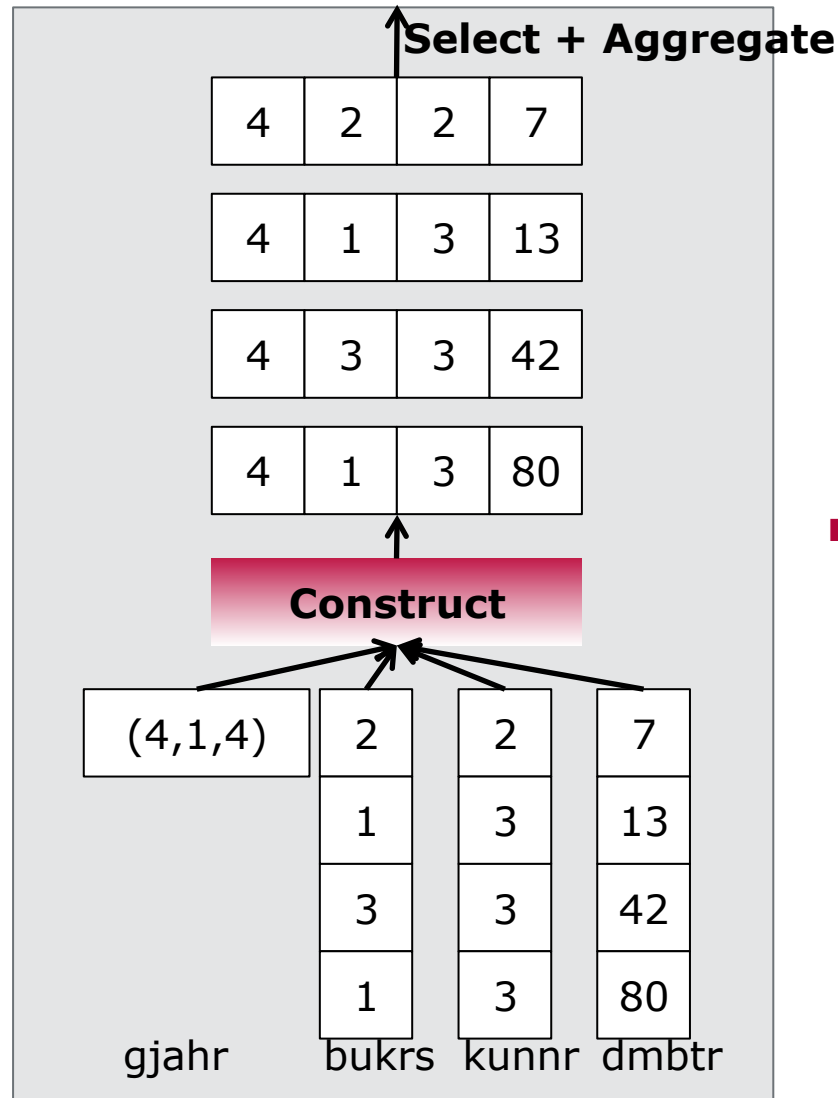 Select + Aggregate
4 2 2 7
4 1 3 13
4 3 3 42
4 1 3 80
Construct
(4,1,4) 2 2 7
1 3 13
3 3 42
1 3 80
gjahr bukrs kunnr dmbtr